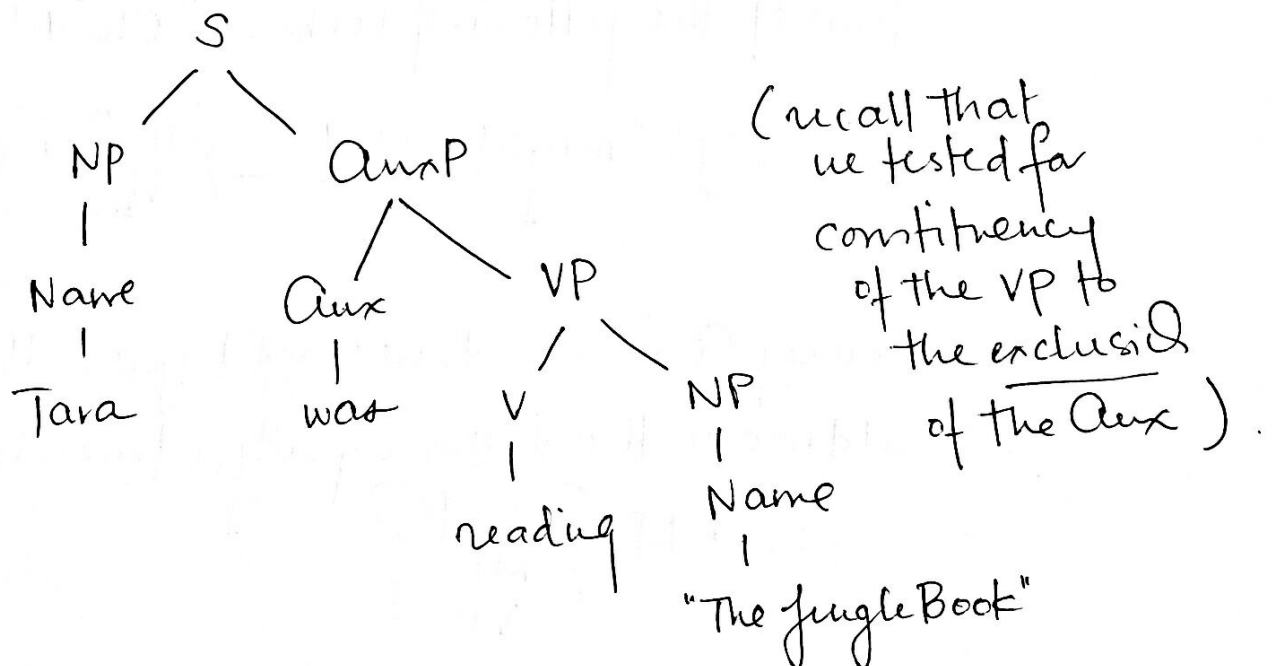 S
NP AuxP
(recall that
we tested for
constituency
of the VP to
the exclusion
of the Aux).
Name Aux VP
Tara was V NP
reading Name
"The Jungle Book"